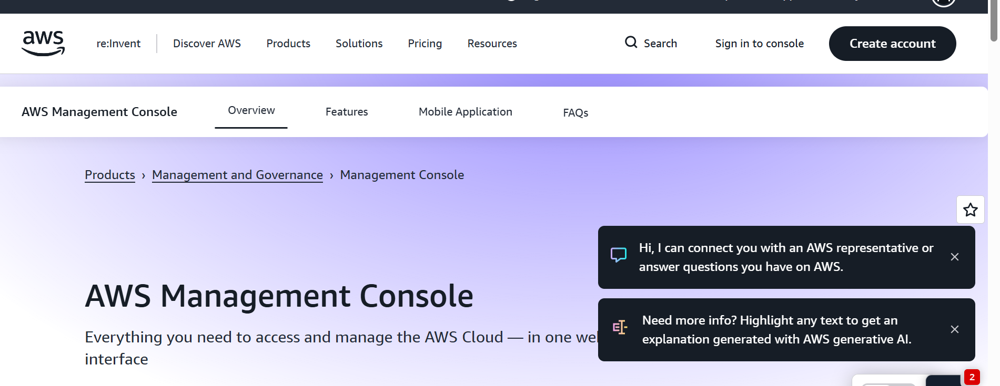 aws
re:Invent
Discover AWS
Products
Solutions
Pricing
Resources
Search
Sign in to console
Create account
AWS Management Console
Overview
Features
Mobile Application
FAQs
Products › Management and Governance › Management Console
AWS Management Console
Everything you need to access and manage the AWS Cloud — in one
interface
Hi, I can connect you with an AWS representative or
answer questions you have on AWS.
Need more info? Highlight any text to get an
explanation generated with AWS generative AI.
2